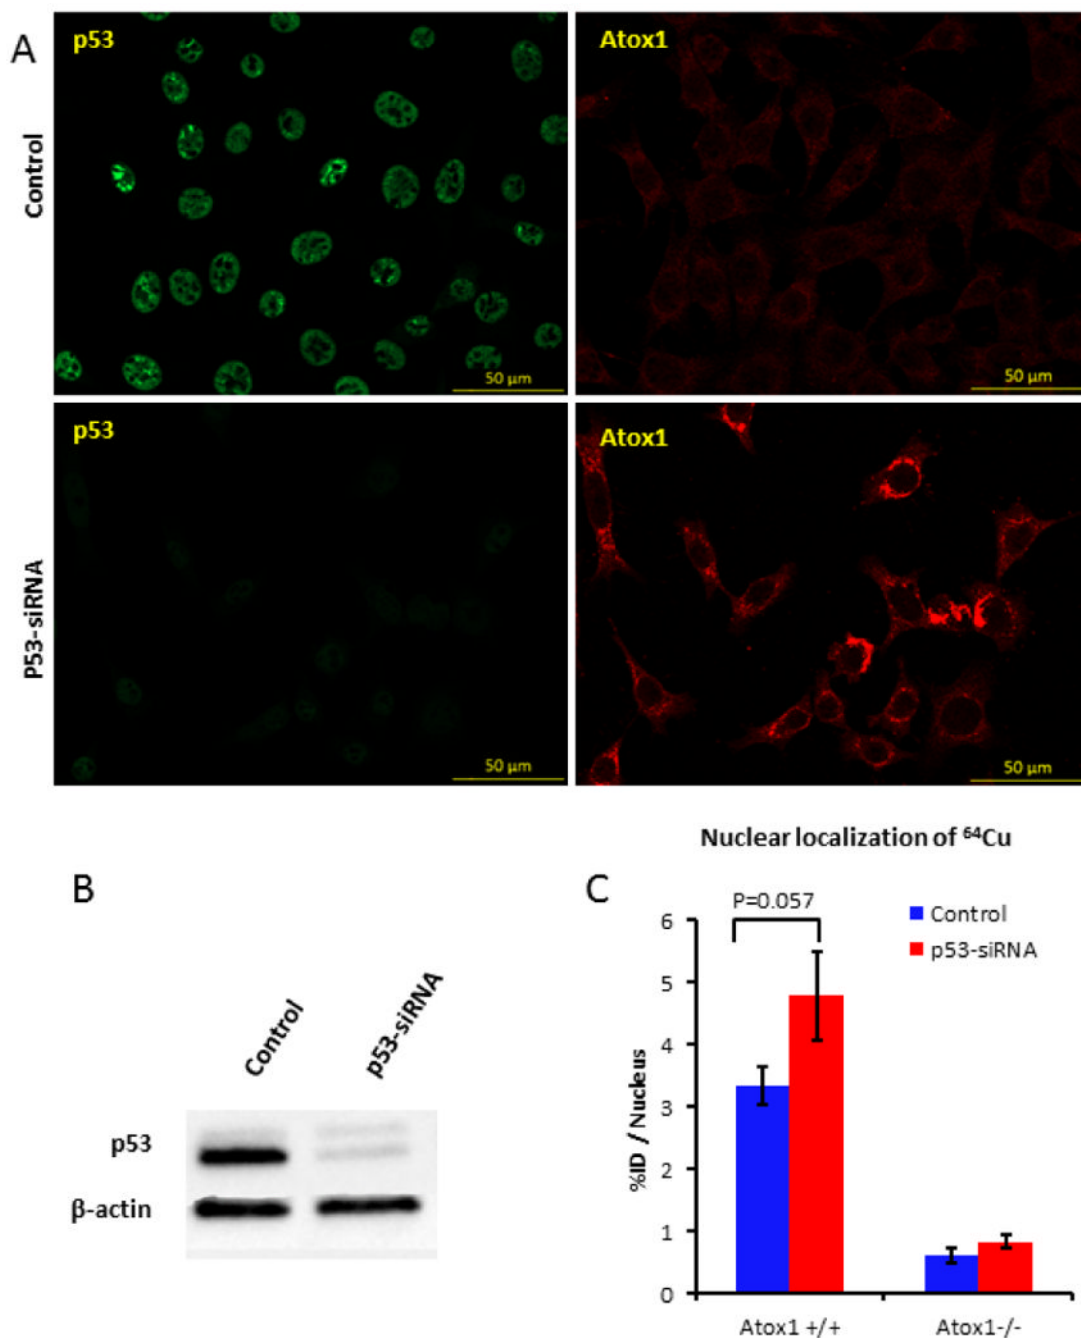 A
p53
Atox1
Control
50 µm
50 µm
p53
Atox1
P53-siRNA
50 µm
50 µm
B
Control
p53-siRNA
p53
β-actin
Nuclear localization of ⁶⁴Cu
C
P=0.057
Control
p53-siRNA
%ID / Nucleus
6
5
4
3
2
1
0
Atox1 +/+
Atox1-/-